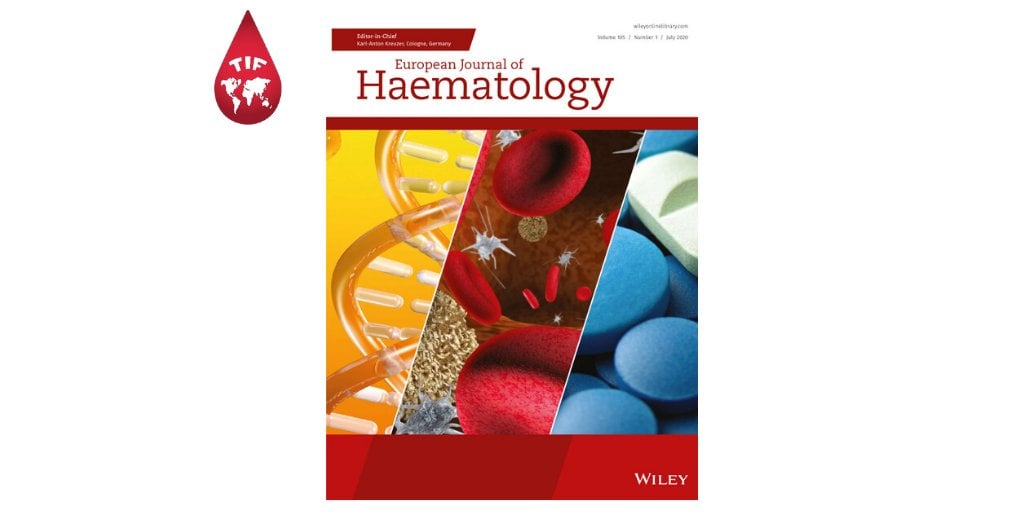 TIF
wileyonlinelibrary.com
Volume 105 / Number 1 / July 2020
Editor-in-Chief
Karl-Anton Kreuzer, Cologne, Germany
European Journal of
Haematology
WILEY